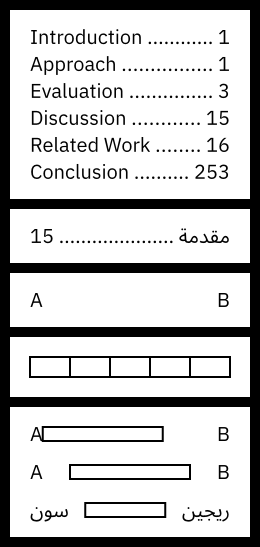 Introduction ............ 1
Approach ................ 1
Evaluation ............... 3
Discussion ............ 15
Related Work ........ 16
Conclusion .......... 253
مقدمة ..................... 15
A B
A B
A B
ريجين سون